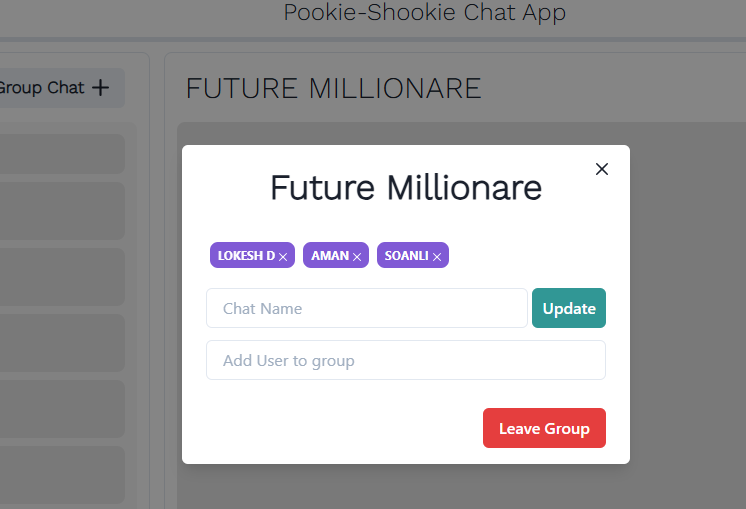 Pookie-Shookie Chat App
Group Chat +
FUTURE MILLIONARE
Future Millionare
LOKESH D AMAN SOANLI
Chat Name Update
Add User to group
Leave Group